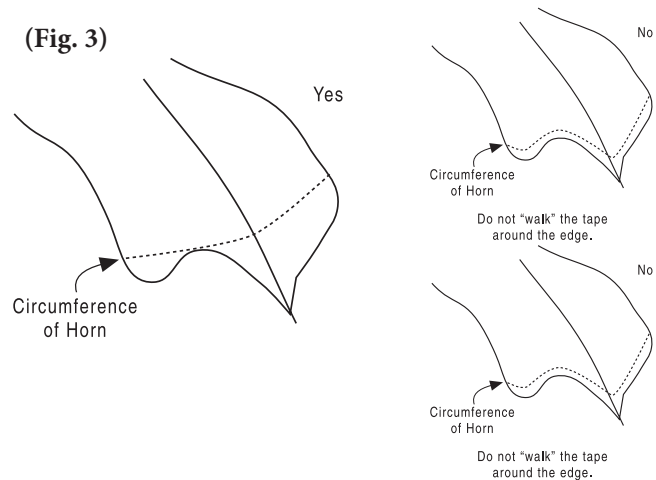 (Fig. 3)
Yes
Circumference
of Horn
No
Circumference
of Horn
Do not "walk" the tape
around the edge.
No
Circumference
of Horn
Do not "walk" the tape
around the edge.